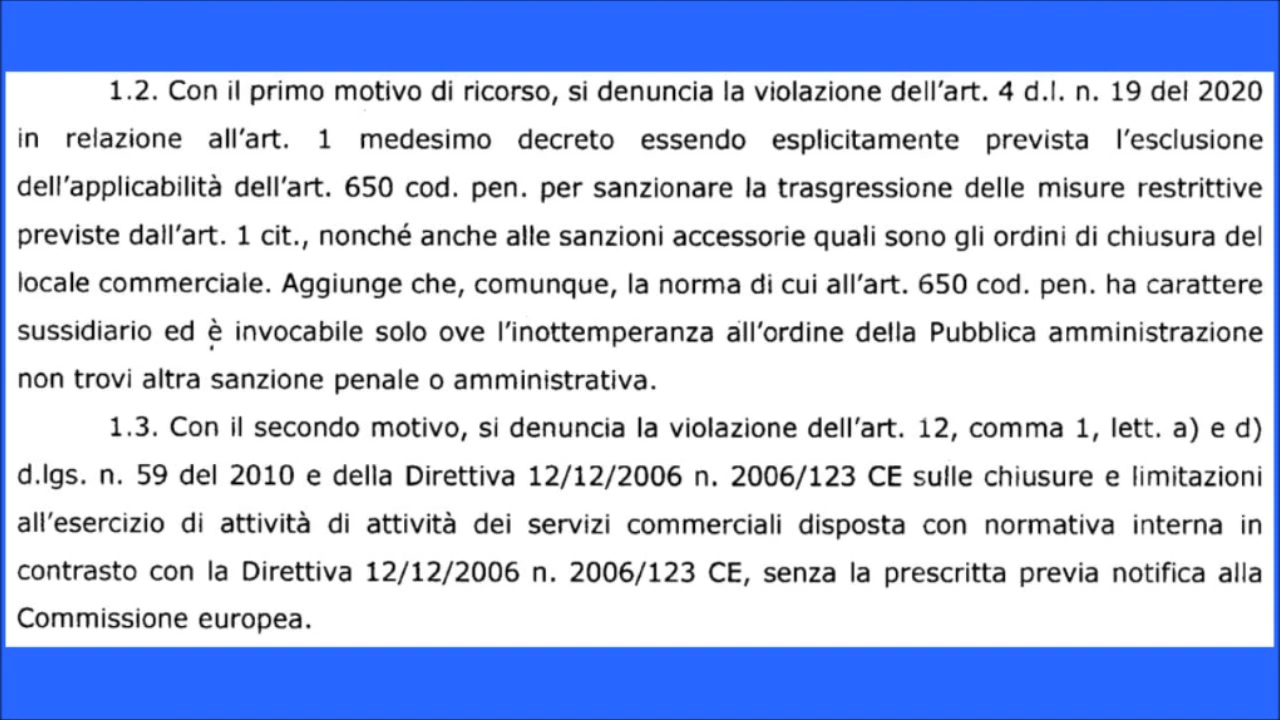 1.2. Con il primo motivo di ricorso, si denuncia la violazione dell'art. 4 d.l. n. 19 del 2020
in relazione all'art. 1 medesimo decreto essendo esplicitamente prevista l'esclusione
dell'applicabilità dell'art. 650 cod. pen. per sanzionare la trasgressione delle misure restrittive
previste dall'art. 1 cit., nonché anche alle sanzioni accessorie quali sono gli ordini di chiusura del
locale commerciale. Aggiunge che, comunque, la norma di cui all'art. 650 cod. pen. ha carattere
sussidiario ed è invocabile solo ove l'inottemperanza all'ordine della Pubblica amministrazione
non trovi altra sanzione penale o amministrativa.
1.3. Con il secondo motivo, si denuncia la violazione dell'art. 12, comma 1, lett. a) e d)
d.lgs. n. 59 del 2010 e della Direttiva 12/12/2006 n. 2006/123 CE sulle chiusure e limitazioni
all'esercizio di attività di attività dei servizi commerciali disposta con normativa interna in
contrasto con la Direttiva 12/12/2006 n. 2006/123 CE, senza la prescritta previa notifica alla
Commissione europea.